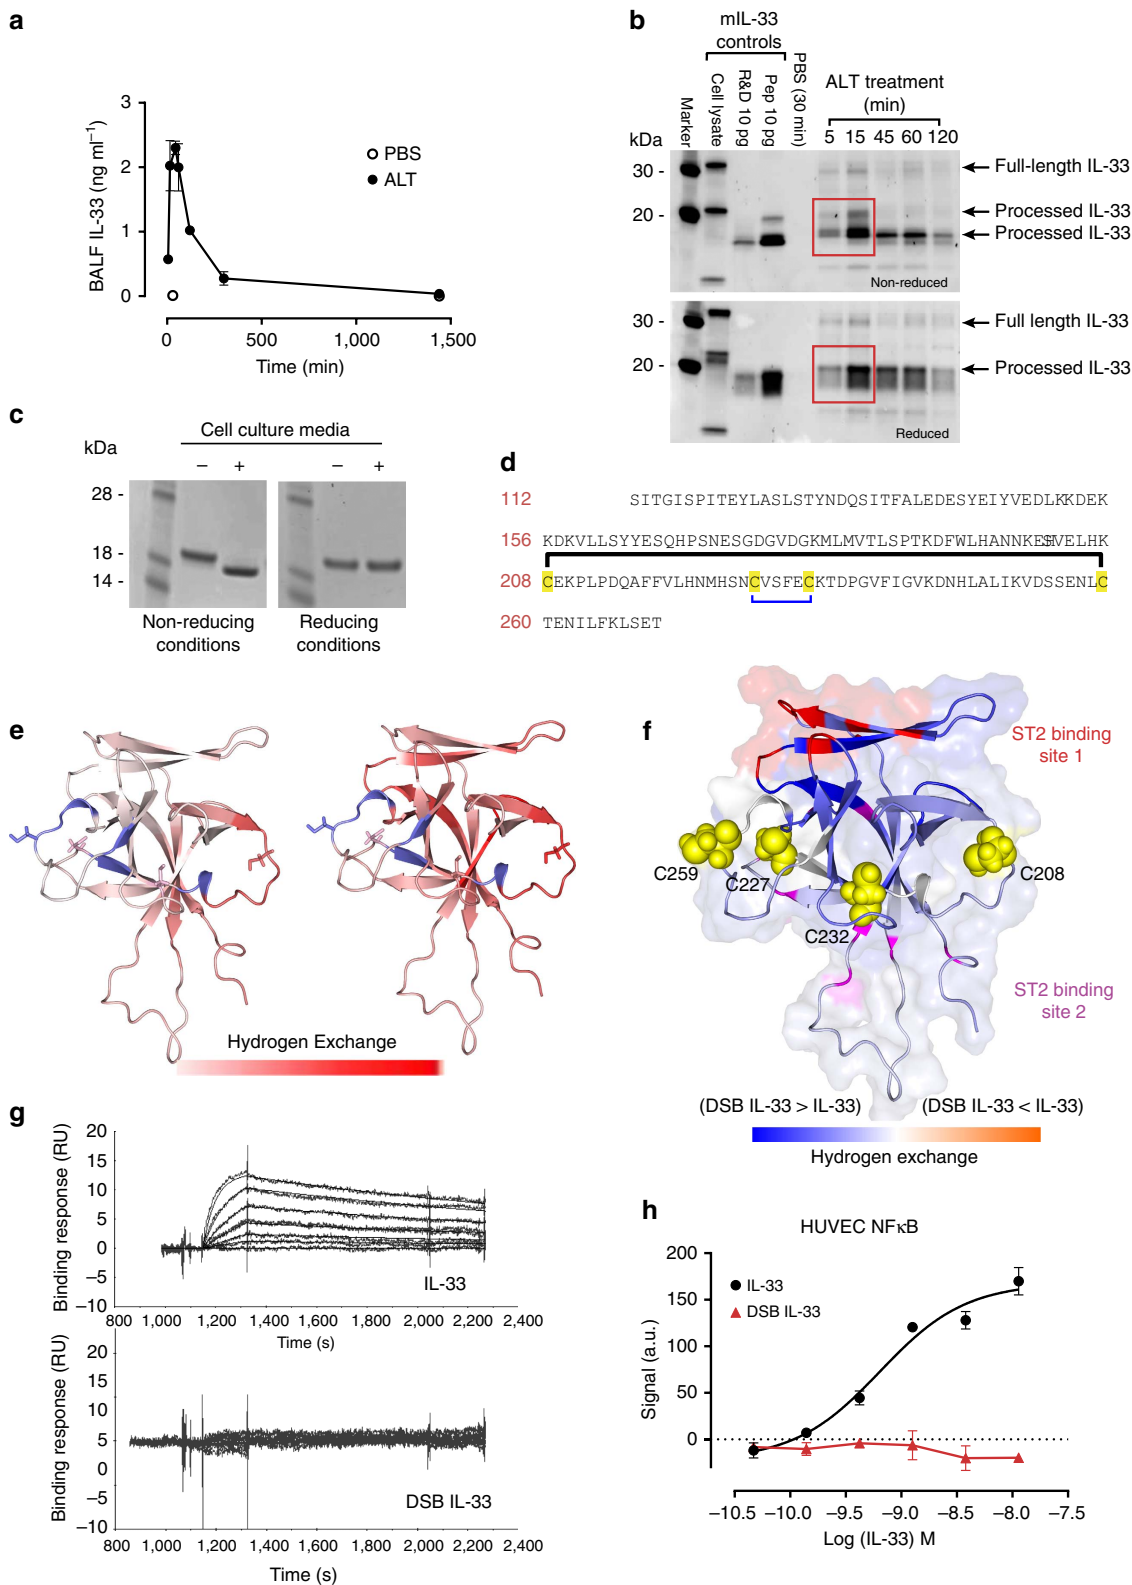 a
BALF IL-33 (ng ml⁻¹)
3
2
1
0
0
500
1,000
1,500
Time (min)
PBS
ALT
b
mIL-33
controls
Marker
Cell lysate
R&D 10 pg
Pep 10 pg
PBS (30 min)
ALT treatment
(min)
5 15 45 60 120
kDa
30 -
20 -
Full-length IL-33
Processed IL-33
Processed IL-33
Non-reduced
30 -
20 -
Full length IL-33
Processed IL-33
Reduced
c
Cell culture media
kDa
– + – +
28 -
18 -
14 -
Non-reducing
conditions
Reducing
conditions
d
112 SITGISPITEYLASLSTYNDQSITFALEDESYEIYVEDLKKDEK
156 KDKVLLSYYESQHPSNESGDGVDGKMLMVTLSPTKDFWLHANNKEHSVELHK
208 CEKPLPDQAFFVLHNMHSNCVSFECKTDPGVFIGVKDNHLALIKVDSSENLC
260 TENILFKLSET
e
Hydrogen Exchange
f
ST2 binding
site 1
C259
C227
C232
C208
ST2 binding
site 2
(DSB IL-33 > IL-33) (DSB IL-33 < IL-33)
Hydrogen exchange
g
Binding response (RU)
20
15
10
5
0
−5
−10
IL-33
800 1,000 1,200 1,400 1,600 1,800 2,000 2,200 2,400
Time (s)
Binding response (RU)
20
15
10
5
0
−5
−10
DSB IL-33
800 1,000 1,200 1,400 1,600 1,800 2,000 2,200 2,400
Time (s)
h
HUVEC NFκB
Signal (a.u.)
200
150
100
50
0
IL-33
DSB IL-33
−10.5 −10.0 −9.5 −9.0 −8.5 −8.0 −7.5
Log (IL-33) M